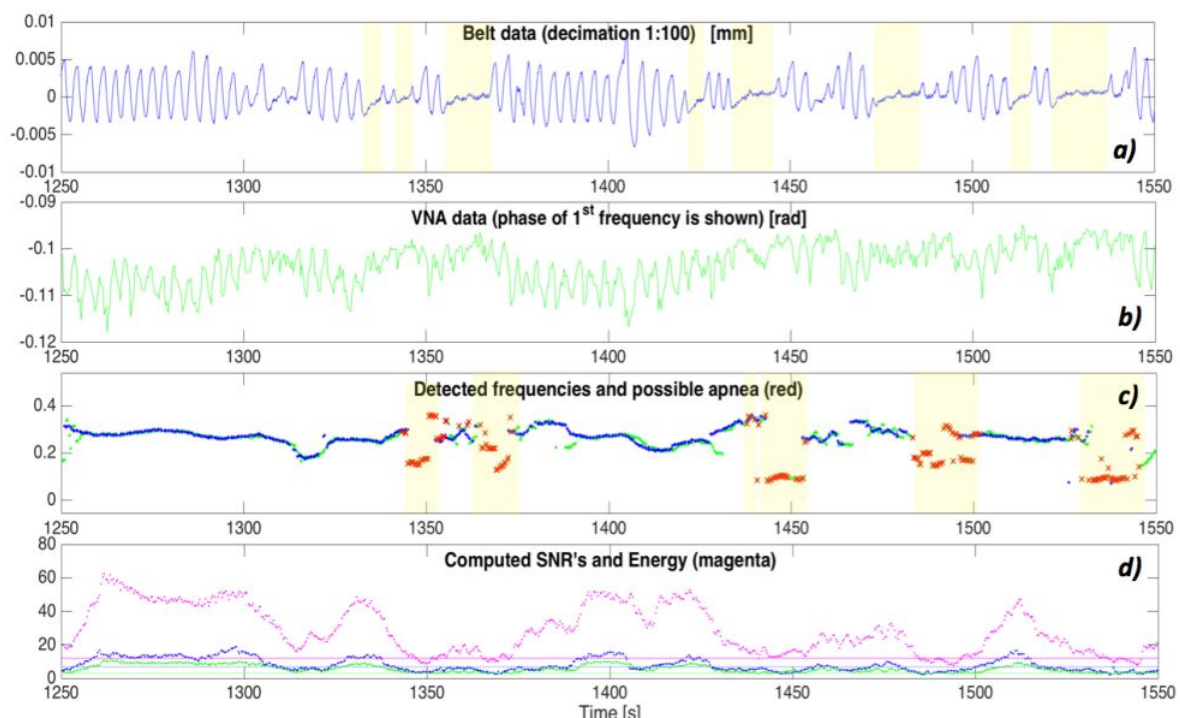 Belt data (decimation 1:100) [mm]
0.01
0.005
0
-0.005
-0.01
a)
1250 1300 1350 1400 1450 1500 1550
VNA data (phase of 1st frequency is shown) [rad]
-0.09
-0.1
-0.11
-0.12
b)
1250 1300 1350 1400 1450 1500 1550
Detected frequencies and possible apnea (red)
c)
0.4
0.2
0
1250 1300 1350 1400 1450 1500 1550
Computed SNR's and Energy (magenta)
d)
80
60
40
20
0
1250 1300 1350 1400 1450 1500 1550
Time [s]